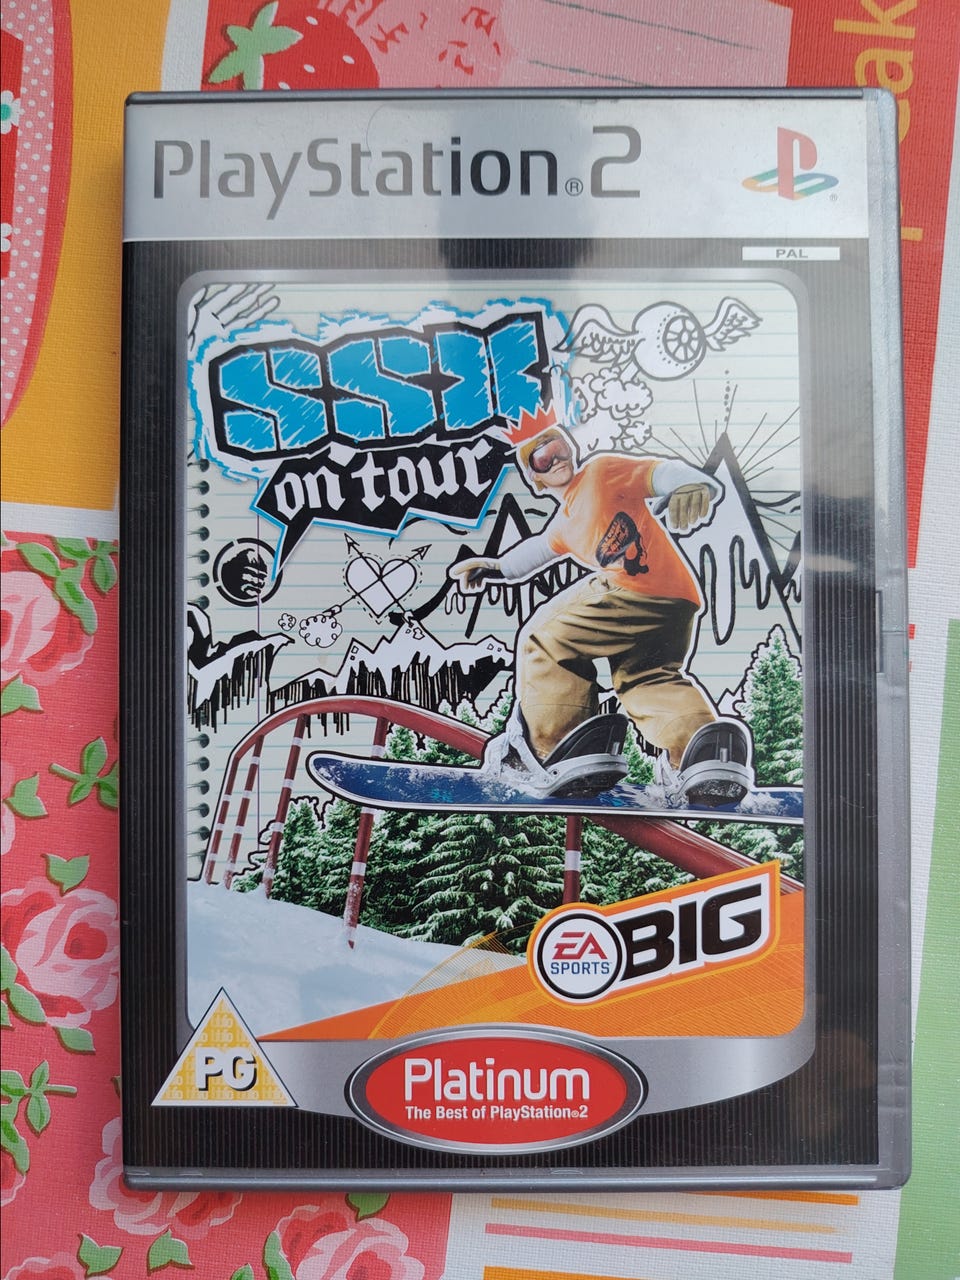 PlayStation®2
PAL
SSX
on tour
EA
SPORTS
BIG
PG
Platinum
The Best of PlayStation®2